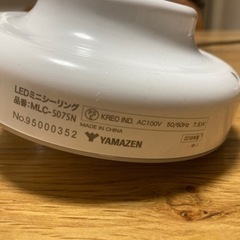 LEDミニシーリング
品番:MLC-507SN
No.95000352
KREO IND. AC100V 50/60Hz 7.5W
MADE IN CHINA
YAMAZEN